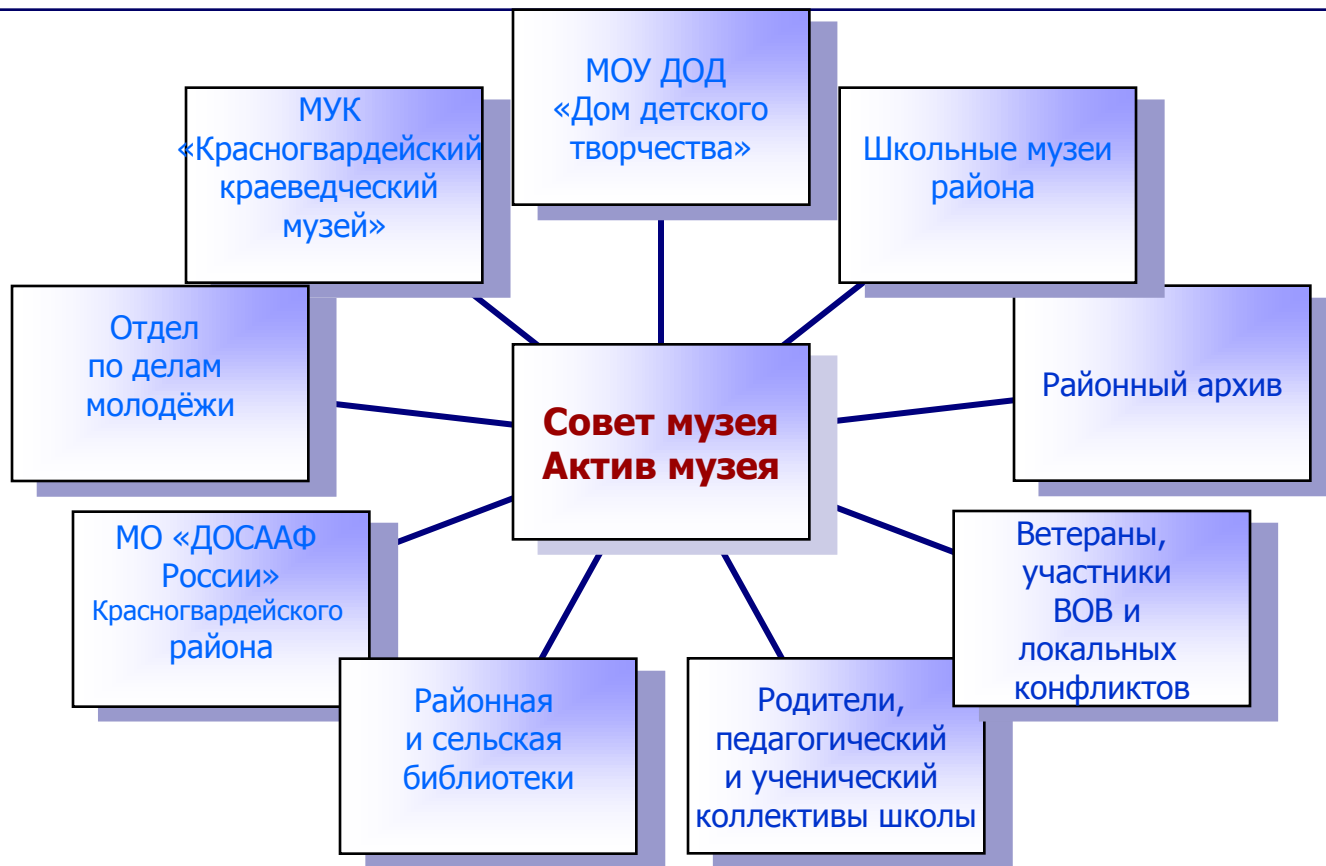 МОУ ДОД
«Дом детского
творчества»
МУК
«Красногвардейский
краеведческий
музей»
Школьные музеи
района
Отдел
по делам
молодёжи
Районный архив
Совет музея
Актив музея
МО «ДОСААФ
России»
Красногвардейского
района
Ветераны,
участники
ВОВ и
локальных
конфликтов
Районная
и сельская
библиотеки
Родители,
педагогический
и ученический
коллективы школы